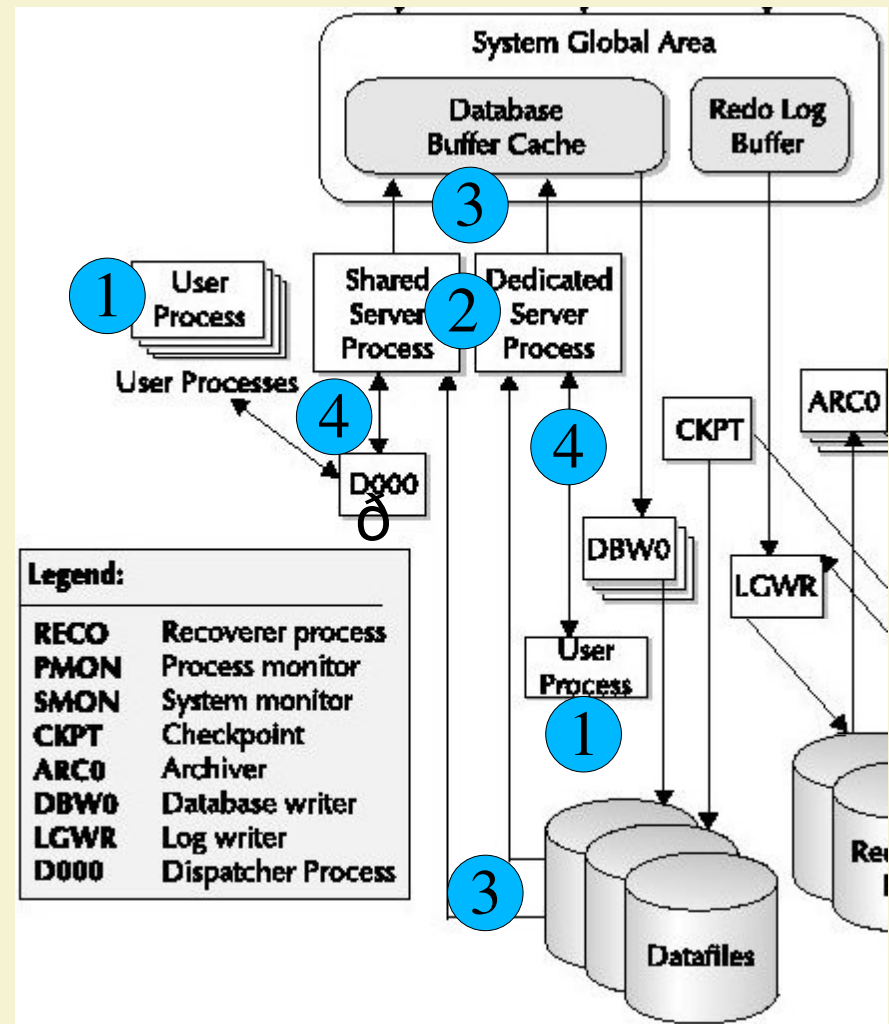 System Global Area
Database
Buffer Cache
Redo Log
Buffer
3
1
User
Process
User Processes
Shared
Server
Process
2
Dedicated
Server
Process
4
4
D000
ð
CKPT
ARC0
DBW0
LGWR
User
Process
1
Legend:
RECO Recoverer process
PMON Process monitor
SMON System monitor
CKPT Checkpoint
ARC0 Archiver
DBW0 Database writer
LGWR Log writer
D000 Dispatcher Process
3
Datafiles